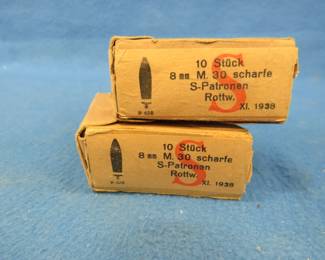 10 Stück
8 mm M. 30 scharfe
S-Patronen
Rottw.
XI. 1938
S
10 Stück
8 mm M. 30 scharfe
S-Patronen
Rottw.
XI. 1938
S